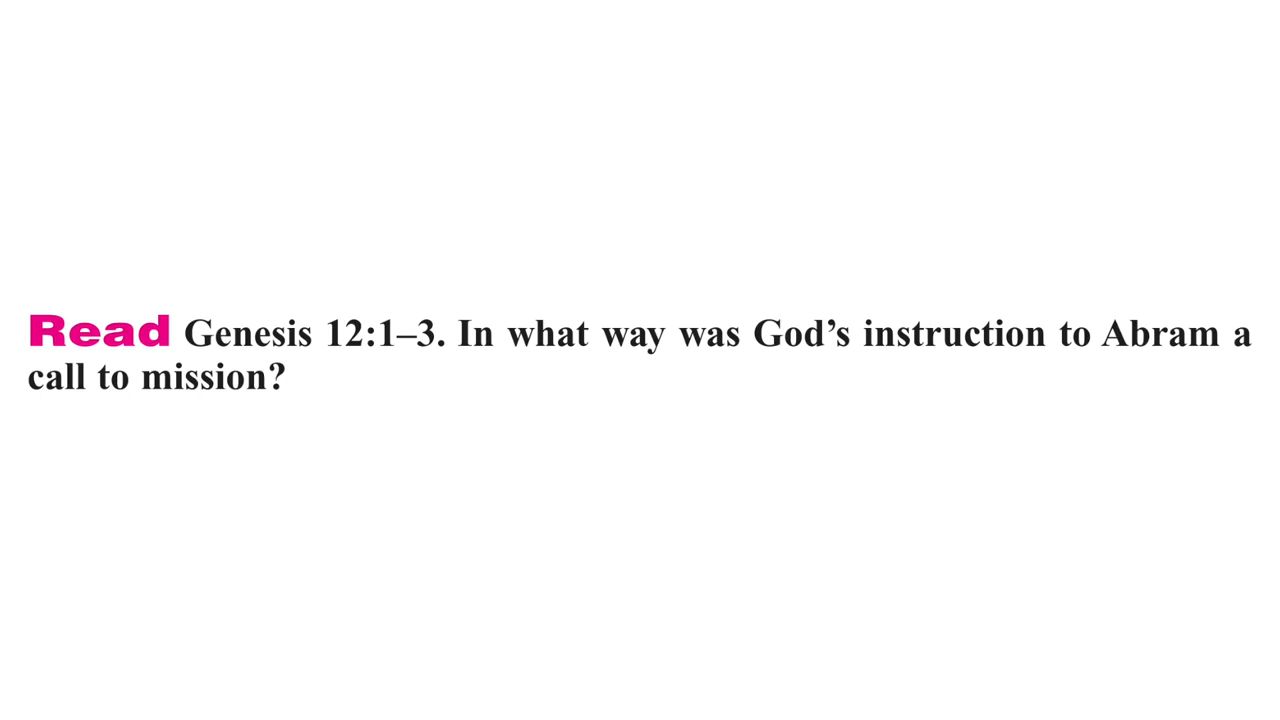 Read Genesis 12:1–3. In what way was God’s instruction to Abram a
call to mission?